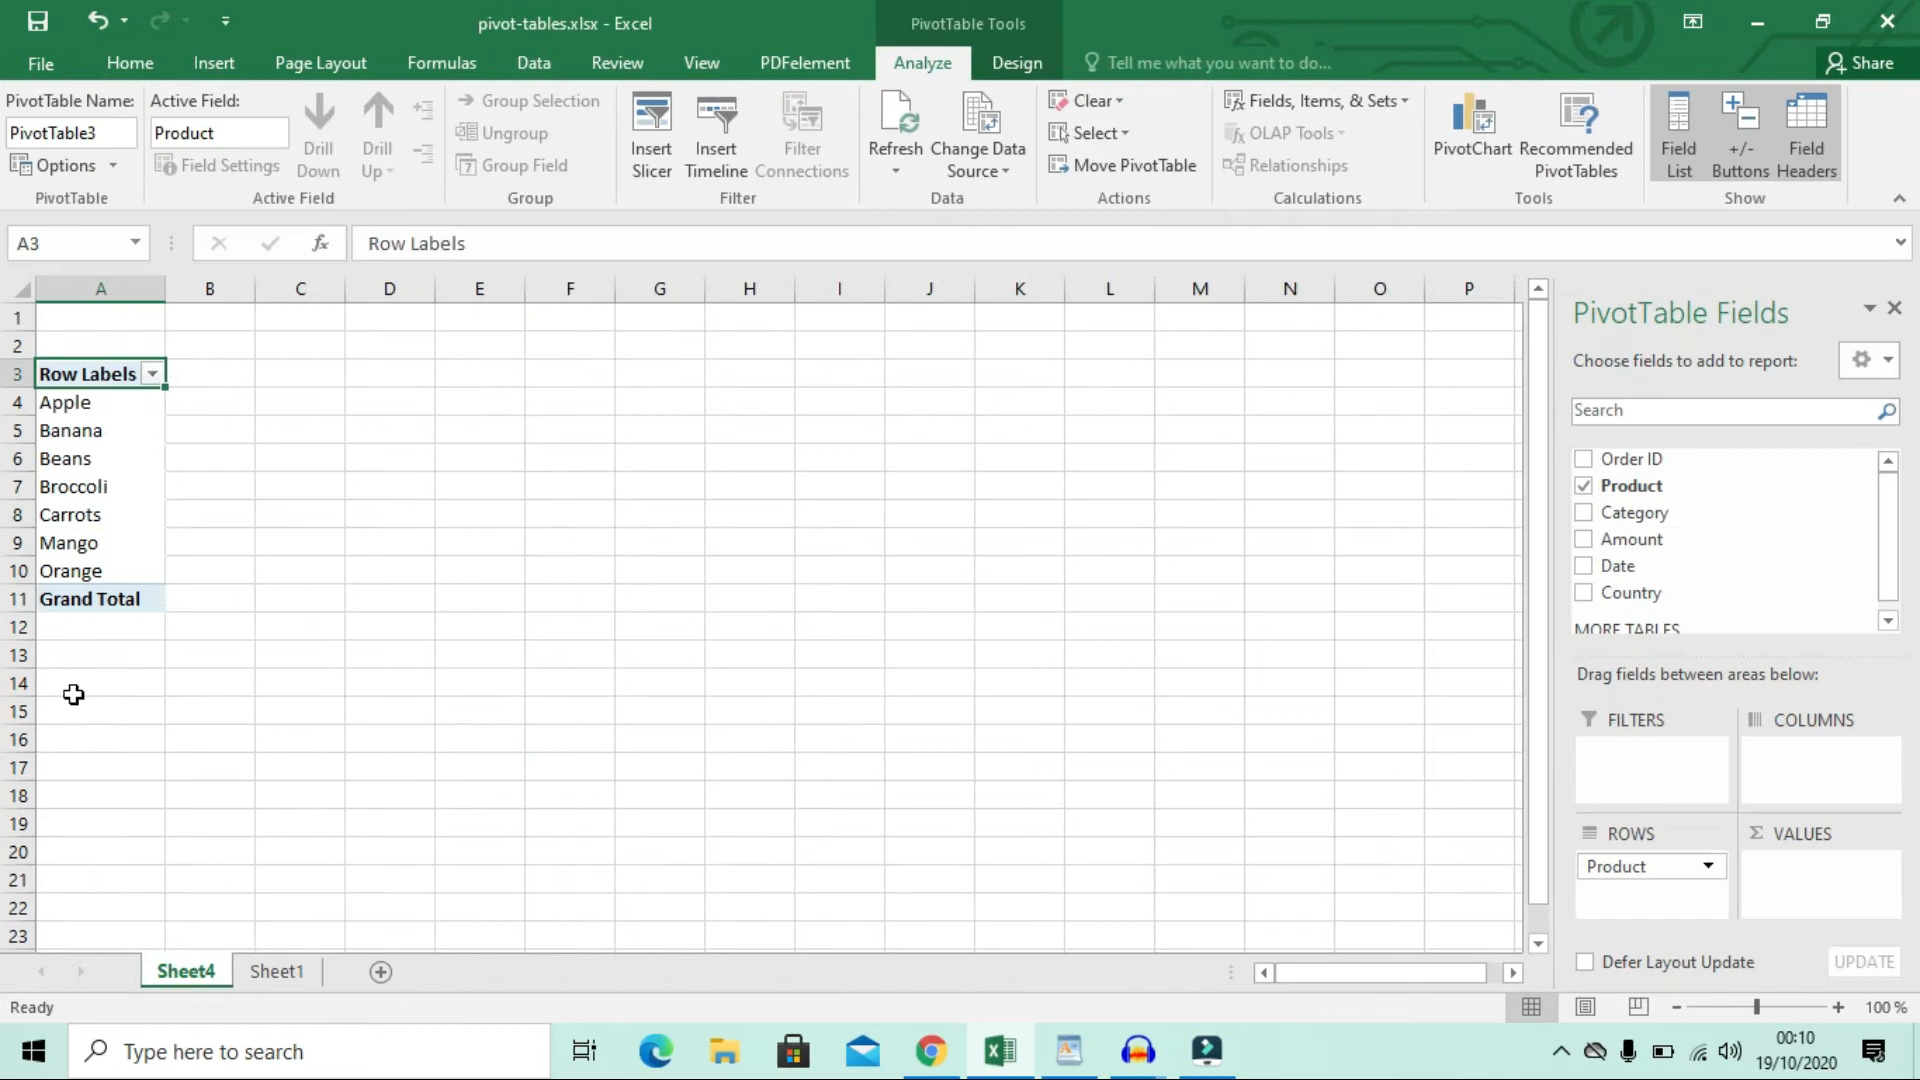 pivot-tables.xlsx - Excel
PivotTable Tools
File Home Insert Page Layout Formulas Data Review View PDFelement Analyze Design Tell me what you want to do... Share
PivotTable Name:
PivotTable3
Options
PivotTable
Active Field:
Product
Field Settings
Drill Down
Drill Up
Active Field
Group Selection
Ungroup
Group Field
Group
Insert Slicer
Insert Timeline
Filter Connections
Filter
Refresh
Change Data Source
Data
Clear
Select
Move PivotTable
Actions
Fields, Items, & Sets
OLAP Tools
Relationships
Calculations
PivotChart
Recommended PivotTables
Tools
Field List
+/- Buttons
Field Headers
Show
A3 fx Row Labels
A B C D E F G H I J K L M N O P
1
2
3 Row Labels
4 Apple
5 Banana
6 Beans
7 Broccoli
8 Carrots
9 Mango
10 Orange
11 Grand Total
12
13
14
15
16
17
18
19
20
21
22
23
PivotTable Fields
Choose fields to add to report:
Search
Order ID
Product
Category
Amount
Date
Country
MORE TABLES
Drag fields between areas below:
FILTERS
COLUMNS
ROWS
Σ VALUES
Product
Defer Layout Update UPDATE
Sheet4 Sheet1
Ready
100 %
Type here to search
00:10
19/10/2020